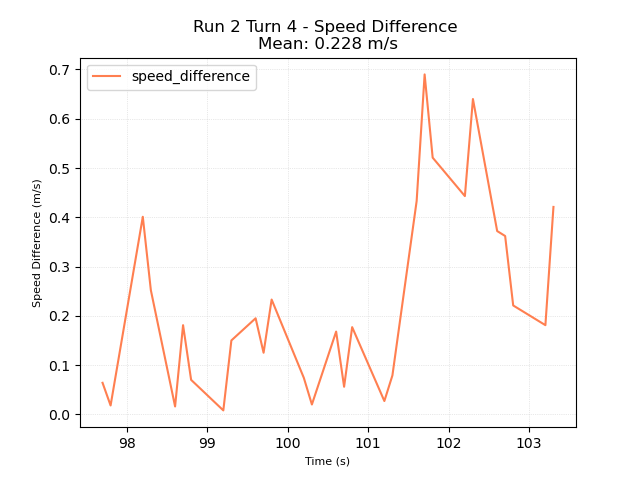 Run 2 Turn 4 - Speed Difference
Mean: 0.228 m/s
speed_difference
0.7
0.6
0.5
0.4
0.3
0.2
0.1
0.0
Speed Difference (m/s)
98 99 100 101 102 103
Time (s)